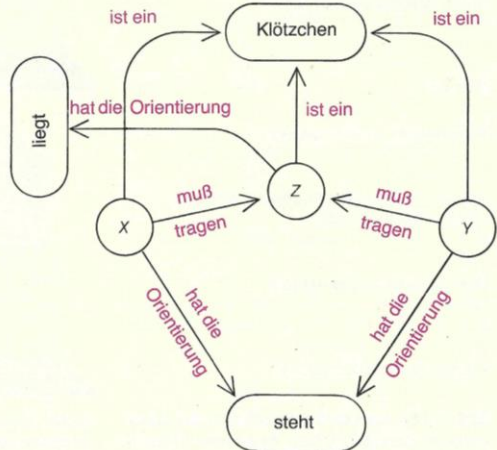 ist ein
Klötzchen
ist ein
hat die Orientierung
ist ein
liegt
muß
tragen
Z
muß
tragen
X
Y
hat die
Orientierung
hat die
Orientierung
steht